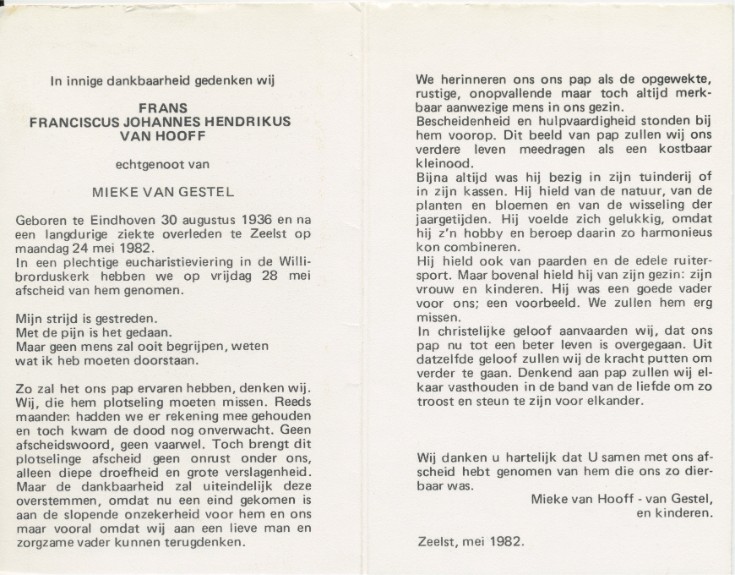 In innige dankbaarheid gedenken wij
FRANS
FRANCISCUS JOHANNES HENDRIKUS
VAN HOOFF
echtgenoot van
MIEKE VAN GESTEL
Geboren te Eindhoven 30 augustus 1936 en na
een langdurige ziekte overleden te Zeelst op
maandag 24 mei 1982.
In een plechtige eucharistieviering in de Willi-
brorduskerk hebben we op vrijdag 28 mei
afscheid van hem genomen.
Mijn strijd is gestreden.
Met de pijn is het gedaan.
Maar geen mens zal ooit begrijpen, weten
wat ik heb moeten doorstaan.
Zo zal het ons pap ervaren hebben, denken wij.
Wij, die hem plotseling moeten missen. Reeds
maanden hadden we er rekening mee gehouden
en toch kwam de dood nog onverwacht. Geen
afscheidswoord, geen vaarwel. Toch brengt dit
plotselinge afscheid geen onrust onder ons,
alleen diepe droefheid en grote verslagenheid.
Maar de dankbaarheid zal uiteindelijk deze
overstemmen, omdat nu een eind gekomen is
aan de slopende onzekerheid voor hem en ons
maar vooral omdat wij aan een lieve man en
zorgzame vader kunnen terugdenken.
We herinneren ons ons pap als de opgewekte,
rustige, onopvallende maar toch altijd merk-
baar aanwezige mens in ons gezin.
Bescheidenheid en hulpvaardigheid stonden bij
hem voorop. Dit beeld van pap zullen wij ons
verdere leven meedragen als een kostbaar
kleinood.
Bijna altijd was hij bezig in zijn tuinderij of
in zijn kassen. Hij hield van de natuur, van de
planten en bloemen en van de wisseling der
jaargetijden. Hij voelde zich gelukkig, omdat
hij z'n hobby en beroep daarin zo harmonieus
kon combineren.
Hij hield ook van paarden en de edele ruiter-
sport. Maar bovenal hield hij van zijn gezin: zijn
vrouw en kinderen. Hij was een goede vader
voor ons; een voorbeeld. We zullen hem erg
missen.
In christelijke geloof aanvaarden wij, dat ons
pap nu tot een beter leven is overgegaan. Uit
datzelfde geloof zullen wij de kracht putten om
verder te gaan. Denkend aan pap zullen wij el-
kaar vasthouden in de band van de liefde om zo
troost en steun te zijn voor elkander.
Wij danken u hartelijk dat U samen met ons af-
scheid hebt genomen van hem die ons zo dier-
baar was.
Mieke van Hooff - van Gestel,
en kinderen.
Zeelst, mei 1982.